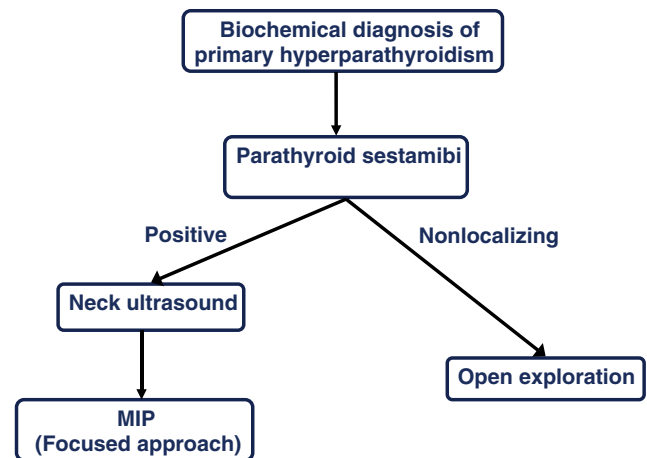 Biochemical diagnosis of
primary hyperparathyroidism
Parathyroid sestamibi
Positive
Nonlocalizing
Neck ultrasound
Open exploration
MIP
(Focused approach)